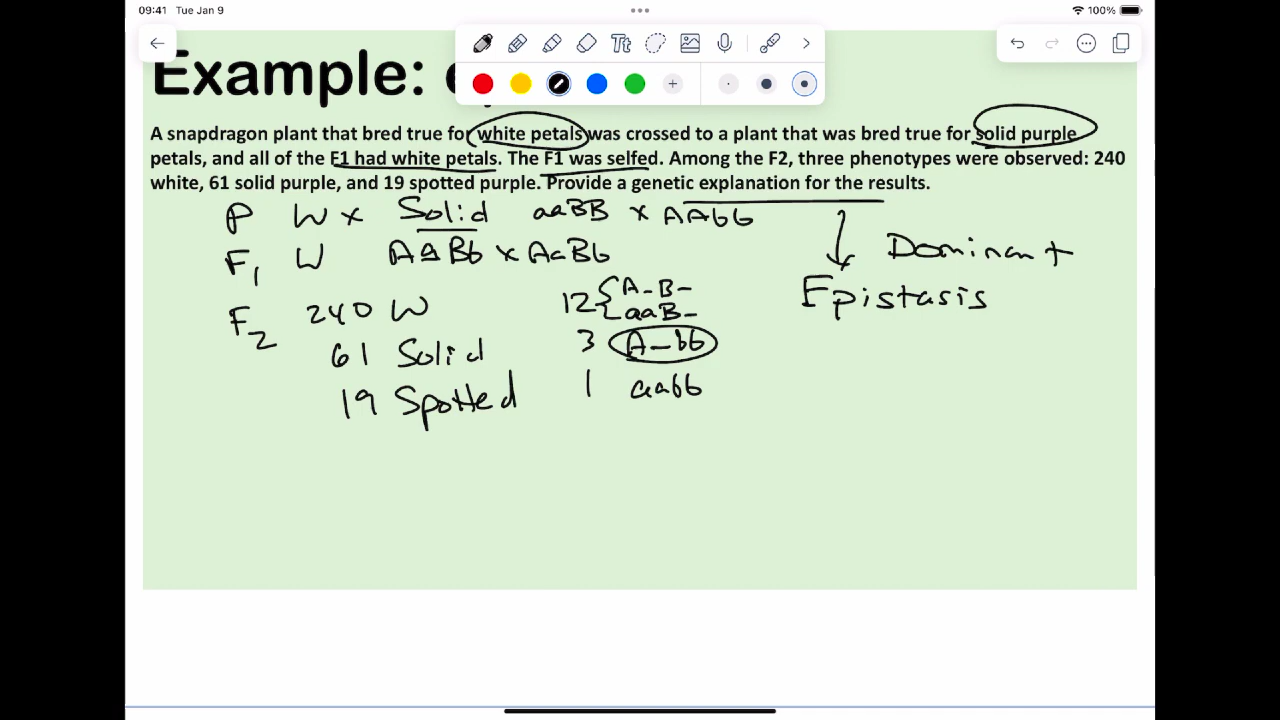 09:41 Tue Jan 9
100%
Tt
Example:
A snapdragon plant that bred true for white petals was crossed to a plant that was bred true for solid purple
petals, and all of the F1 had white petals. The F1 was selfed. Among the F2, three phenotypes were observed: 240
white, 61 solid purple, and 19 spotted purple. Provide a genetic explanation for the results.
P W x Solid aaBB x AAbb
F1 W AaBb x AaBb
Dominant
Epistasis
F2 240 W 12 { A-B-
{ aaB-
61 Solid 3 A-bb
19 Spotted 1 aabb